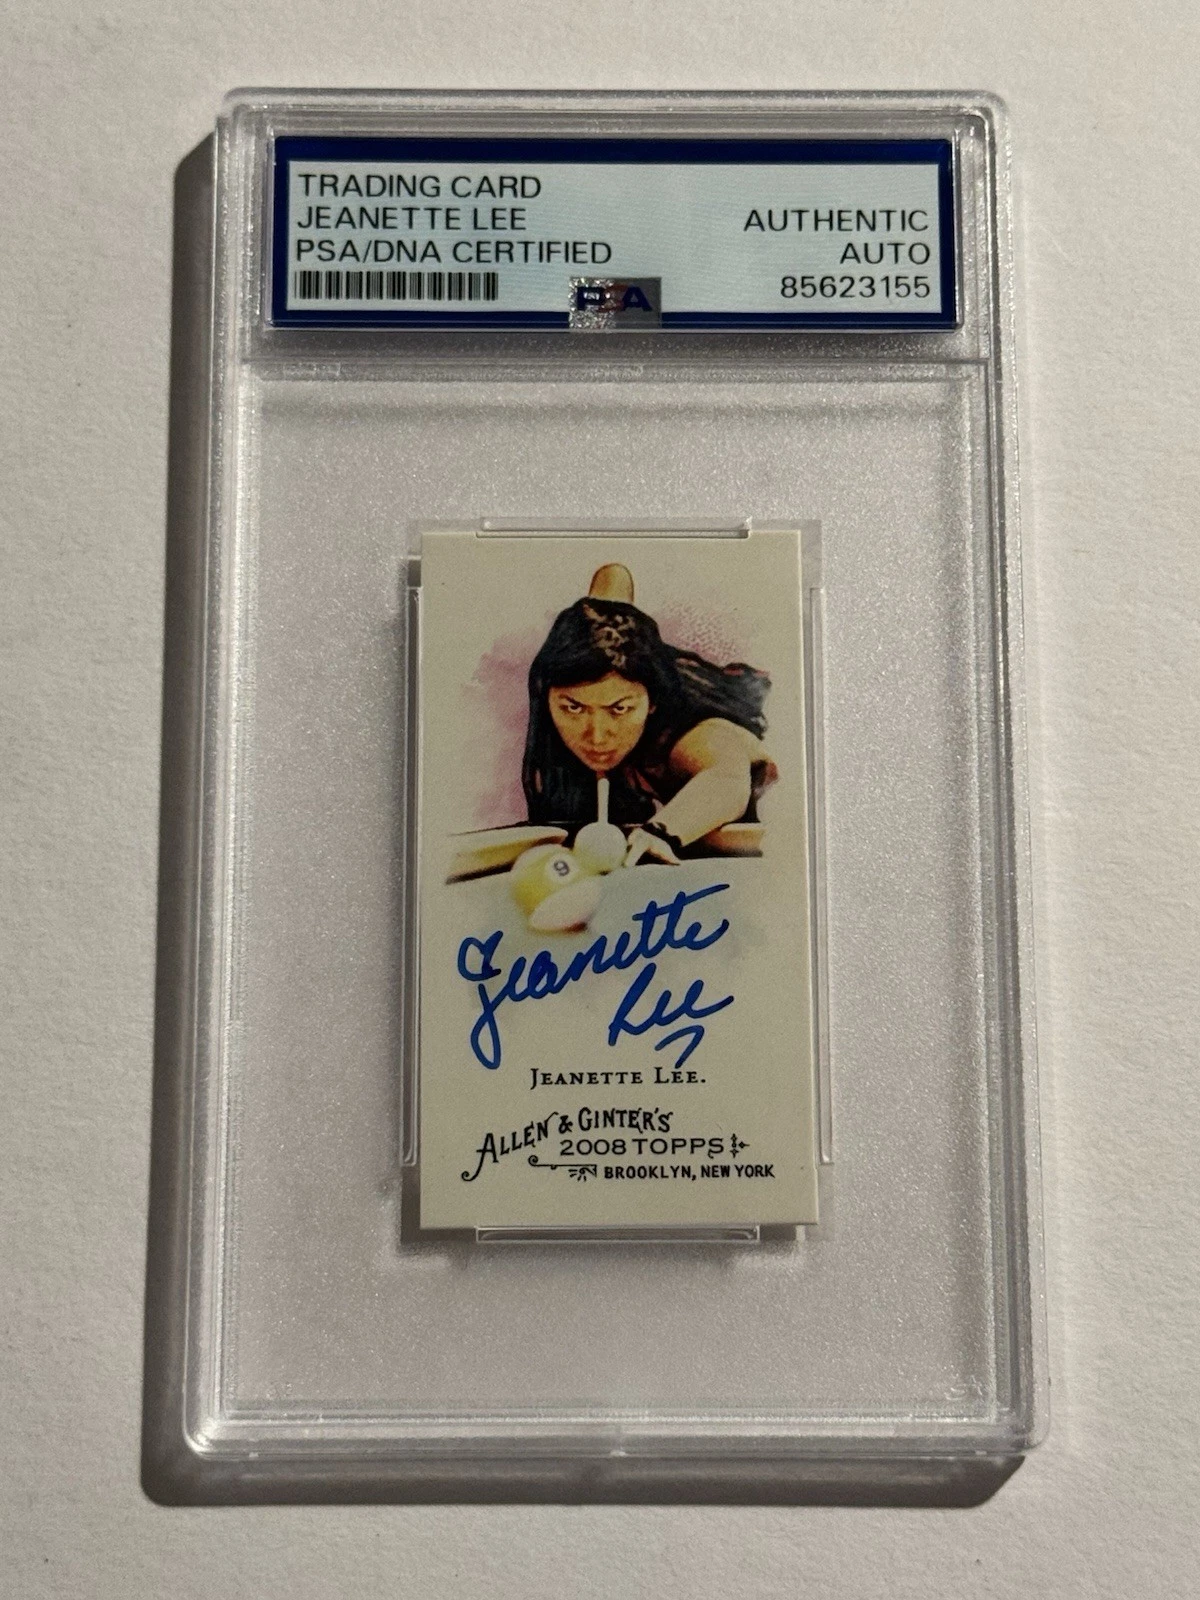 TRADING CARD
JEANETTE LEE
PSA/DNA CERTIFIED
AUTHENTIC
AUTO
85623155
PSA
9
Jeanette
Lee
JEANETTE LEE.
ALLEN & GINTER'S
2008 TOPPS
BROOKLYN, NEW YORK